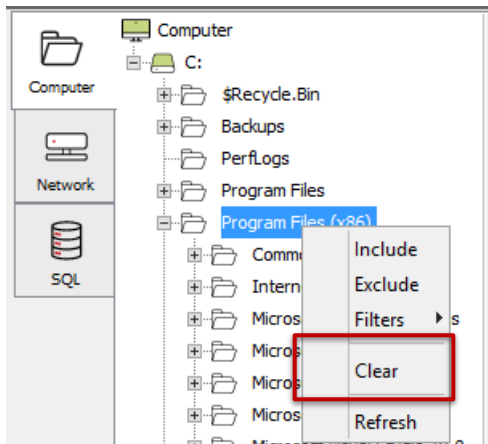 Computer
C:
Computer
$Recycle.Bin
Backups
PerfLogs
Network
Program Files
Program Files (x86)
SQL
Include
Exclude
Filters
s
Clear
Refresh